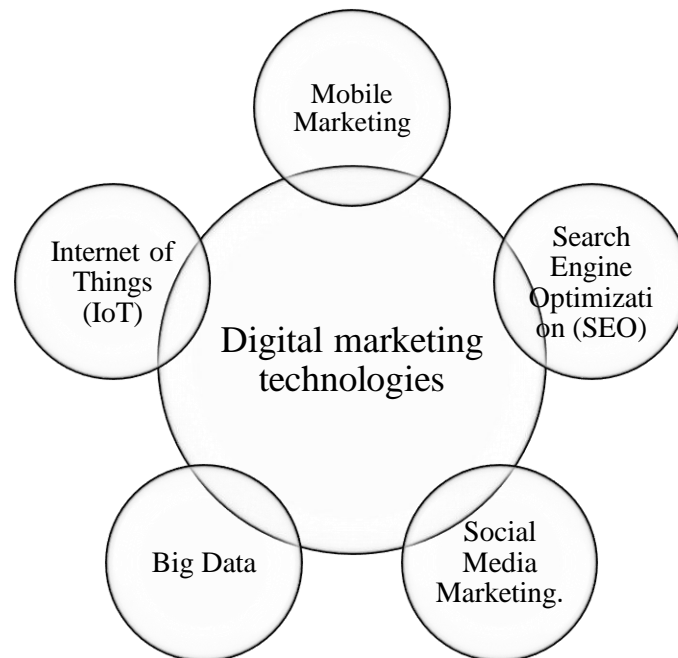 Mobile
Marketing
Search
Engine
Optimizati
on (SEO)
Social
Media
Marketing.
Big Data
Internet of
Things
(IoT)
Digital marketing
technologies